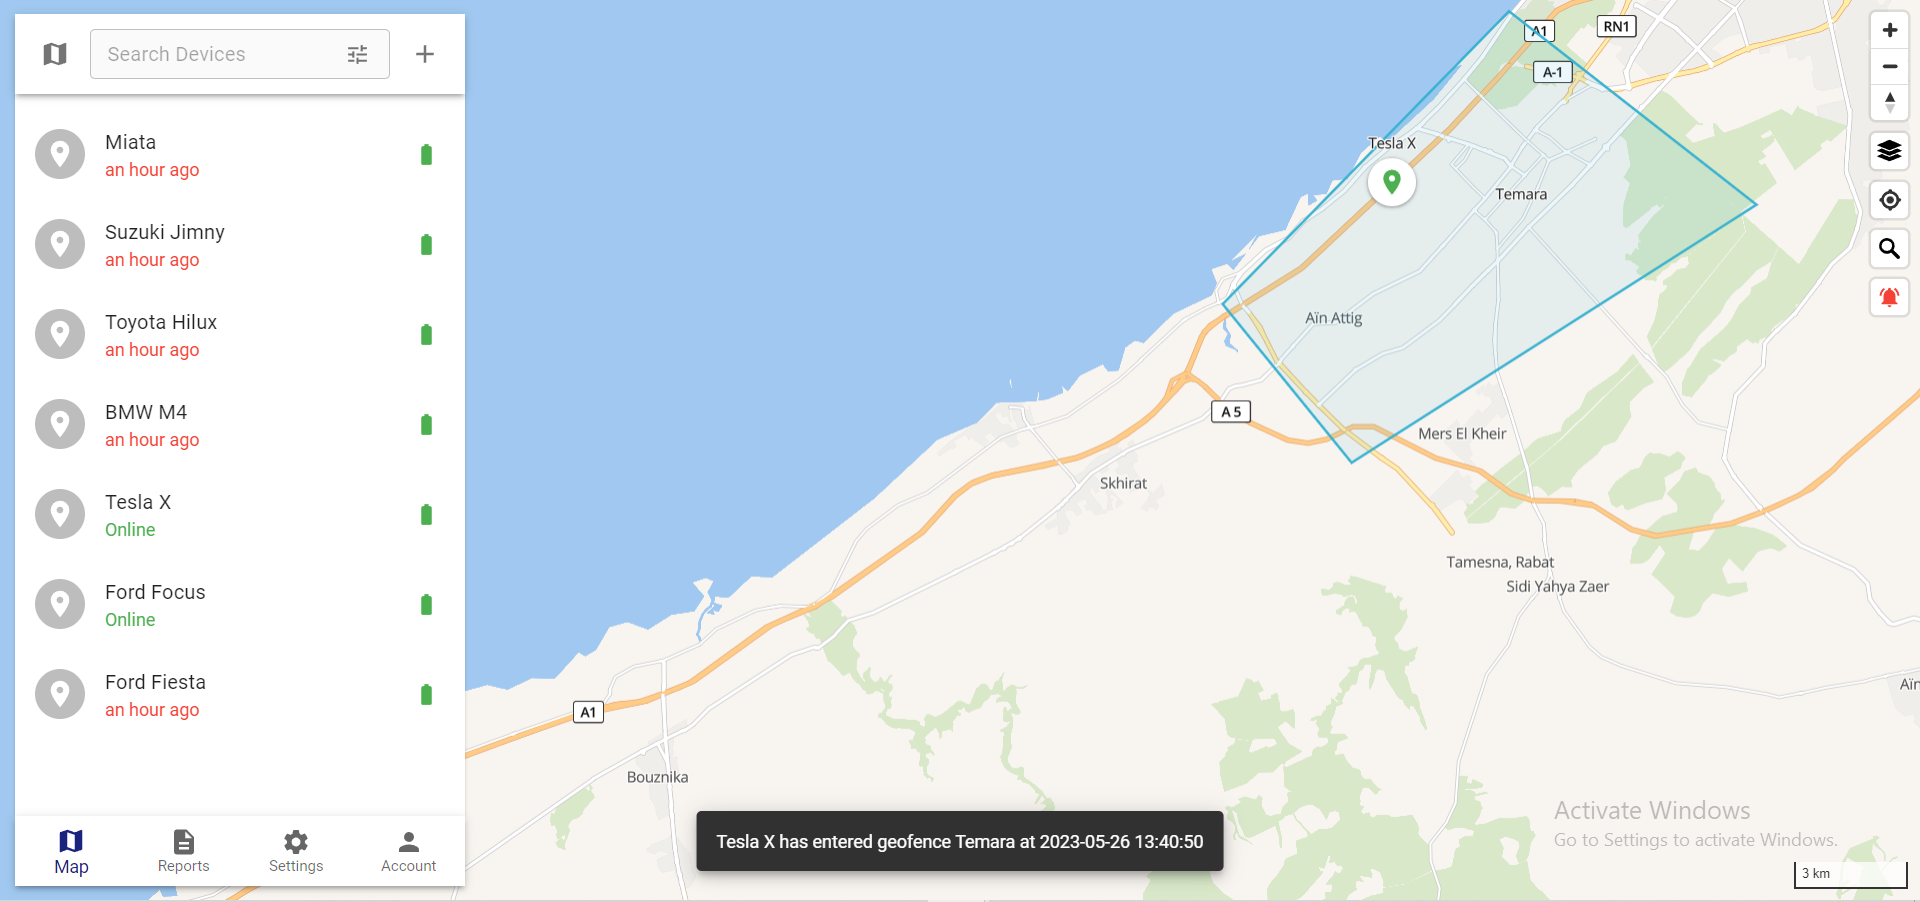 Search Devices
Miata
an hour ago
Suzuki Jimny
an hour ago
Toyota Hilux
an hour ago
BMW M4
an hour ago
Tesla X
Online
Ford Focus
Online
Ford Fiesta
an hour ago
Map
Reports
Settings
Account
A1
RN1
A-1
Tesla X
Temara
Aïn Attig
A 5
Mers El Kheir
Skhirat
Tamesna, Rabat
Sidi Yahya Zaer
Aïn
A1
Bouznika
Tesla X has entered geofence Temara at 2023-05-26 13:40:50
Activate Windows
Go to Settings to activate Windows.
3 km